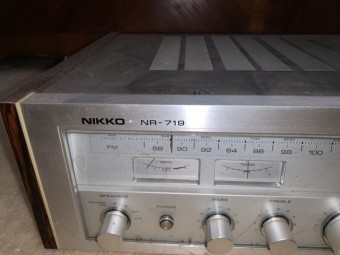 NIKKO NR-719
FM 88 90 92 94 96 98 100
SPEAKERS PHONES BASS TREBLE